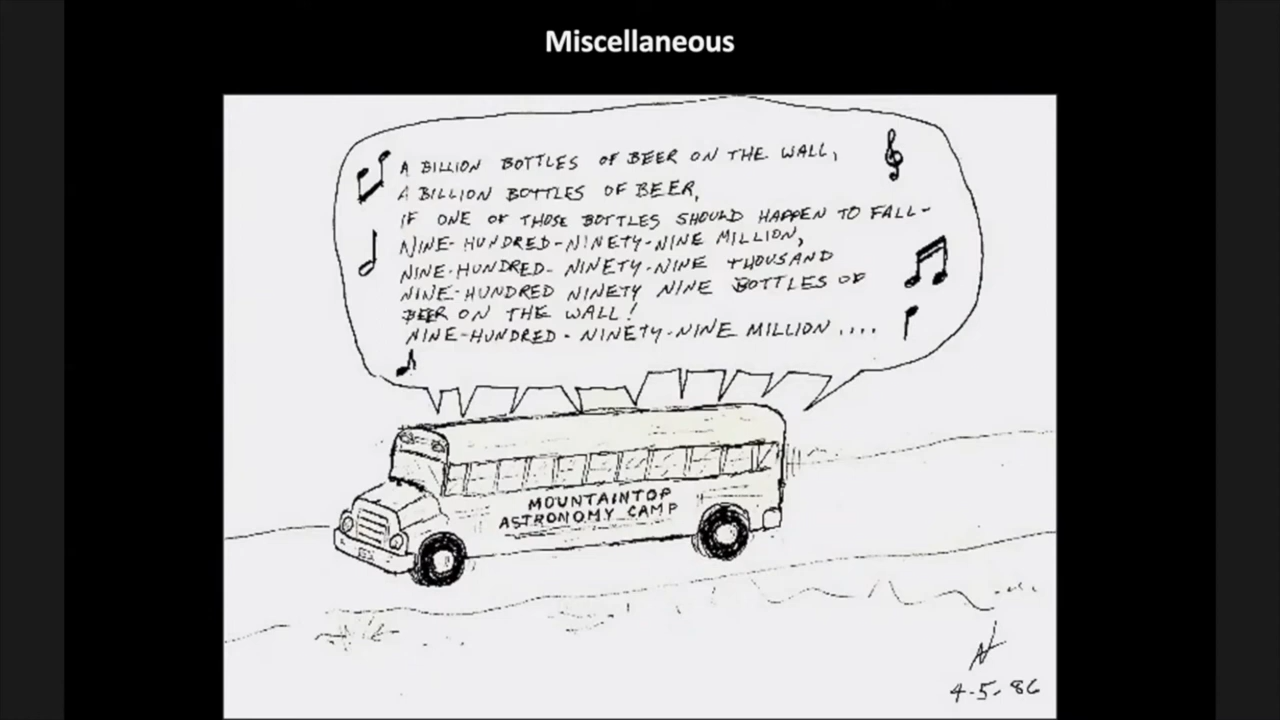 Miscellaneous
A BILLION BOTTLES OF BEER ON THE WALL,
A BILLION BOTTLES OF BEER,
IF ONE OF THOSE BOTTLES SHOULD HAPPEN TO FALL-
NINE-HUNDRED-NINETY-NINE MILLION,
NINE-HUNDRED-NINETY-NINE THOUSAND
NINE-HUNDRED NINETY NINE BOTTLES OF
BEER ON THE WALL!
NINE-HUNDRED-NINETY-NINE MILLION....
MOUNTAINTOP
ASTRONOMY CAMP
4-5-86